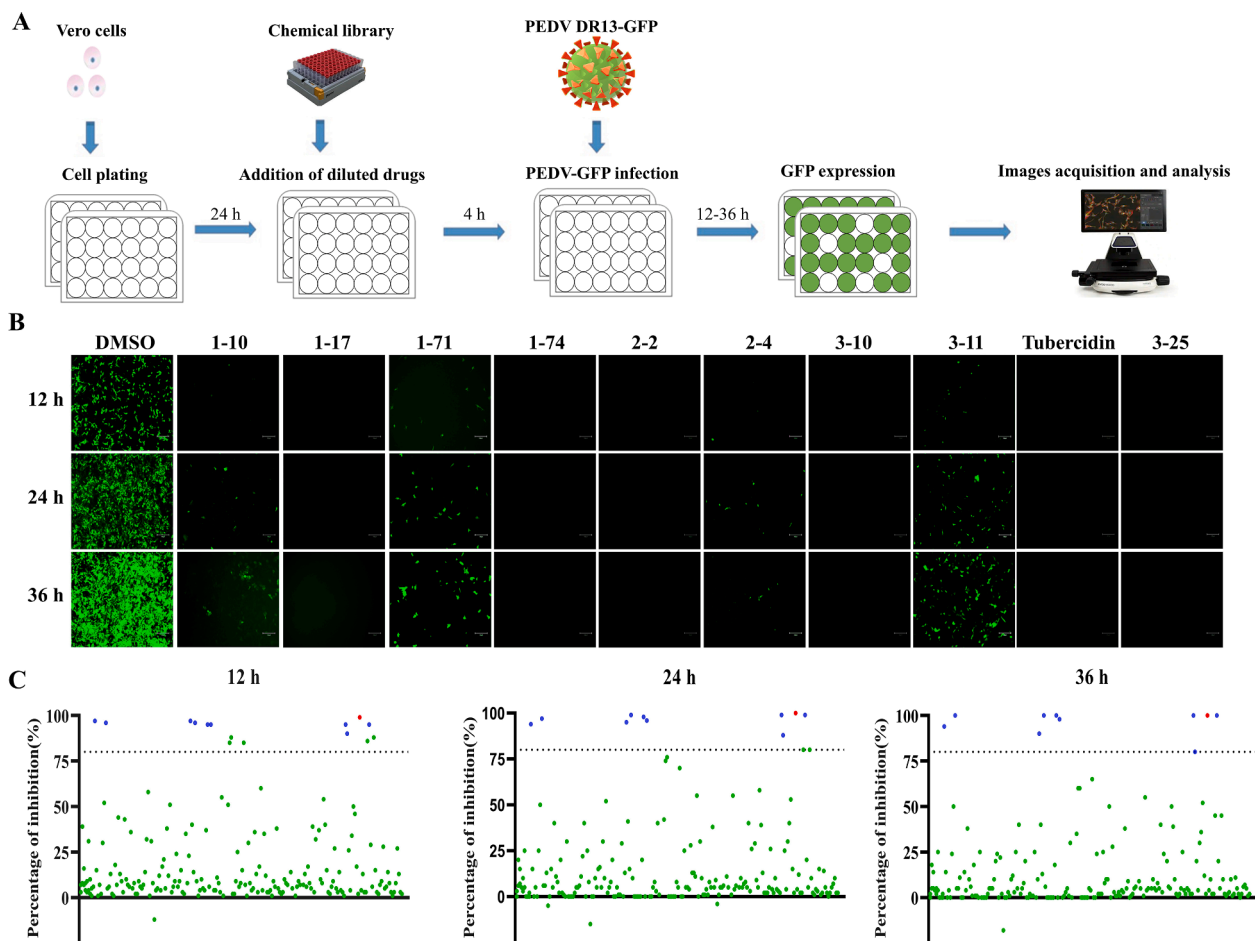 A
Vero cells
Chemical library
PEDV DR13-GFP
Cell plating
Addition of diluted drugs
PEDV-GFP infection
GFP expression
Images acquisition and analysis
24 h
4 h
12-36 h
B
DMSO
1-10
1-17
1-71
1-74
2-2
2-4
3-10
3-11
Tubercidin
3-25
12 h
24 h
36 h
C
12 h
24 h
36 h
Percentage of inhibition(%)
100
75
50
25
0
Percentage of inhibition(%)
100
75
50
25
0
Percentage of inhibition(%)
100
75
50
25
0